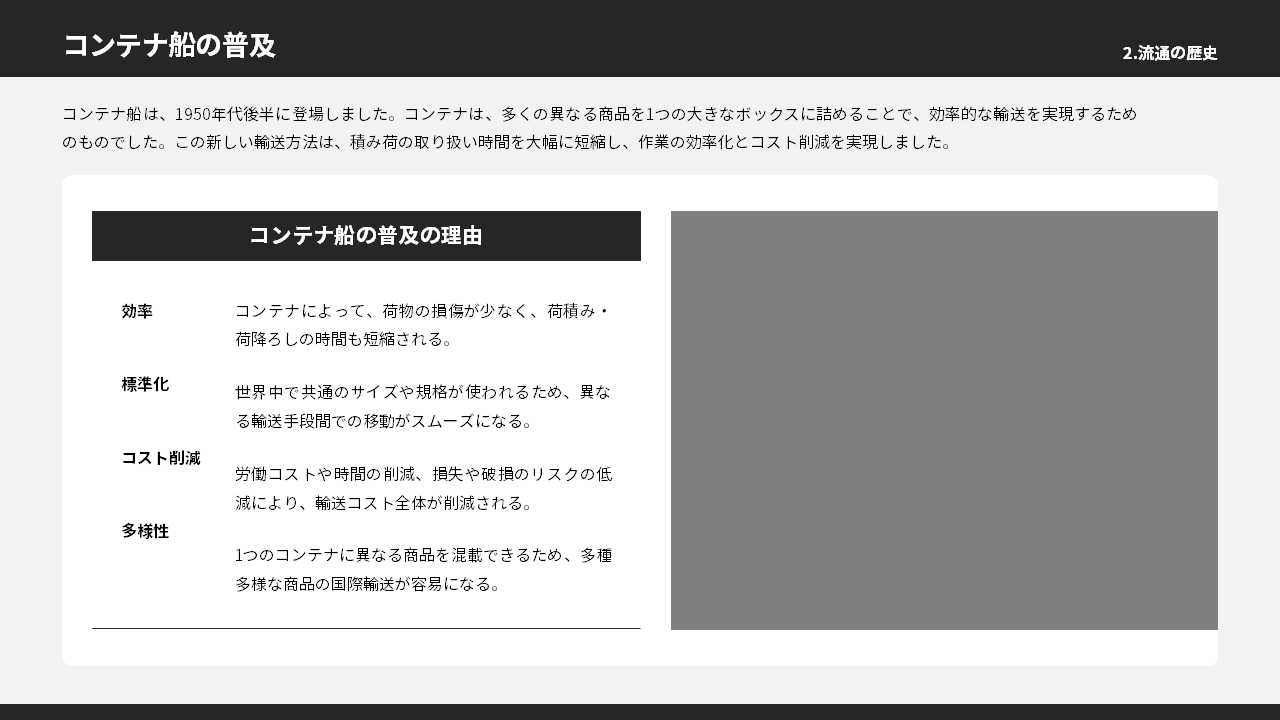 コンテナ船の普及
2.流通の歴史
コンテナ船は、1950年代後半に登場しました。コンテナは、多くの異なる商品を1つの大きなボックスに詰めることで、効率的な輸送を実現するため
のものでした。この新しい輸送方法は、積み荷の取り扱い時間を大幅に短縮し、作業の効率化とコスト削減を実現しました。
コンテナ船の普及の理由
効率
コンテナによって、荷物の損傷が少なく、荷積み・
荷降ろしの時間も短縮される。
標準化
世界中で共通のサイズや規格が使われるため、異な
る輸送手段間での移動がスムーズになる。
コスト削減
労働コストや時間の削減、損失や破損のリスクの低
減により、輸送コスト全体が削減される。
多様性
1つのコンテナに異なる商品を混載できるため、多種
多様な商品の国際輸送が容易になる。